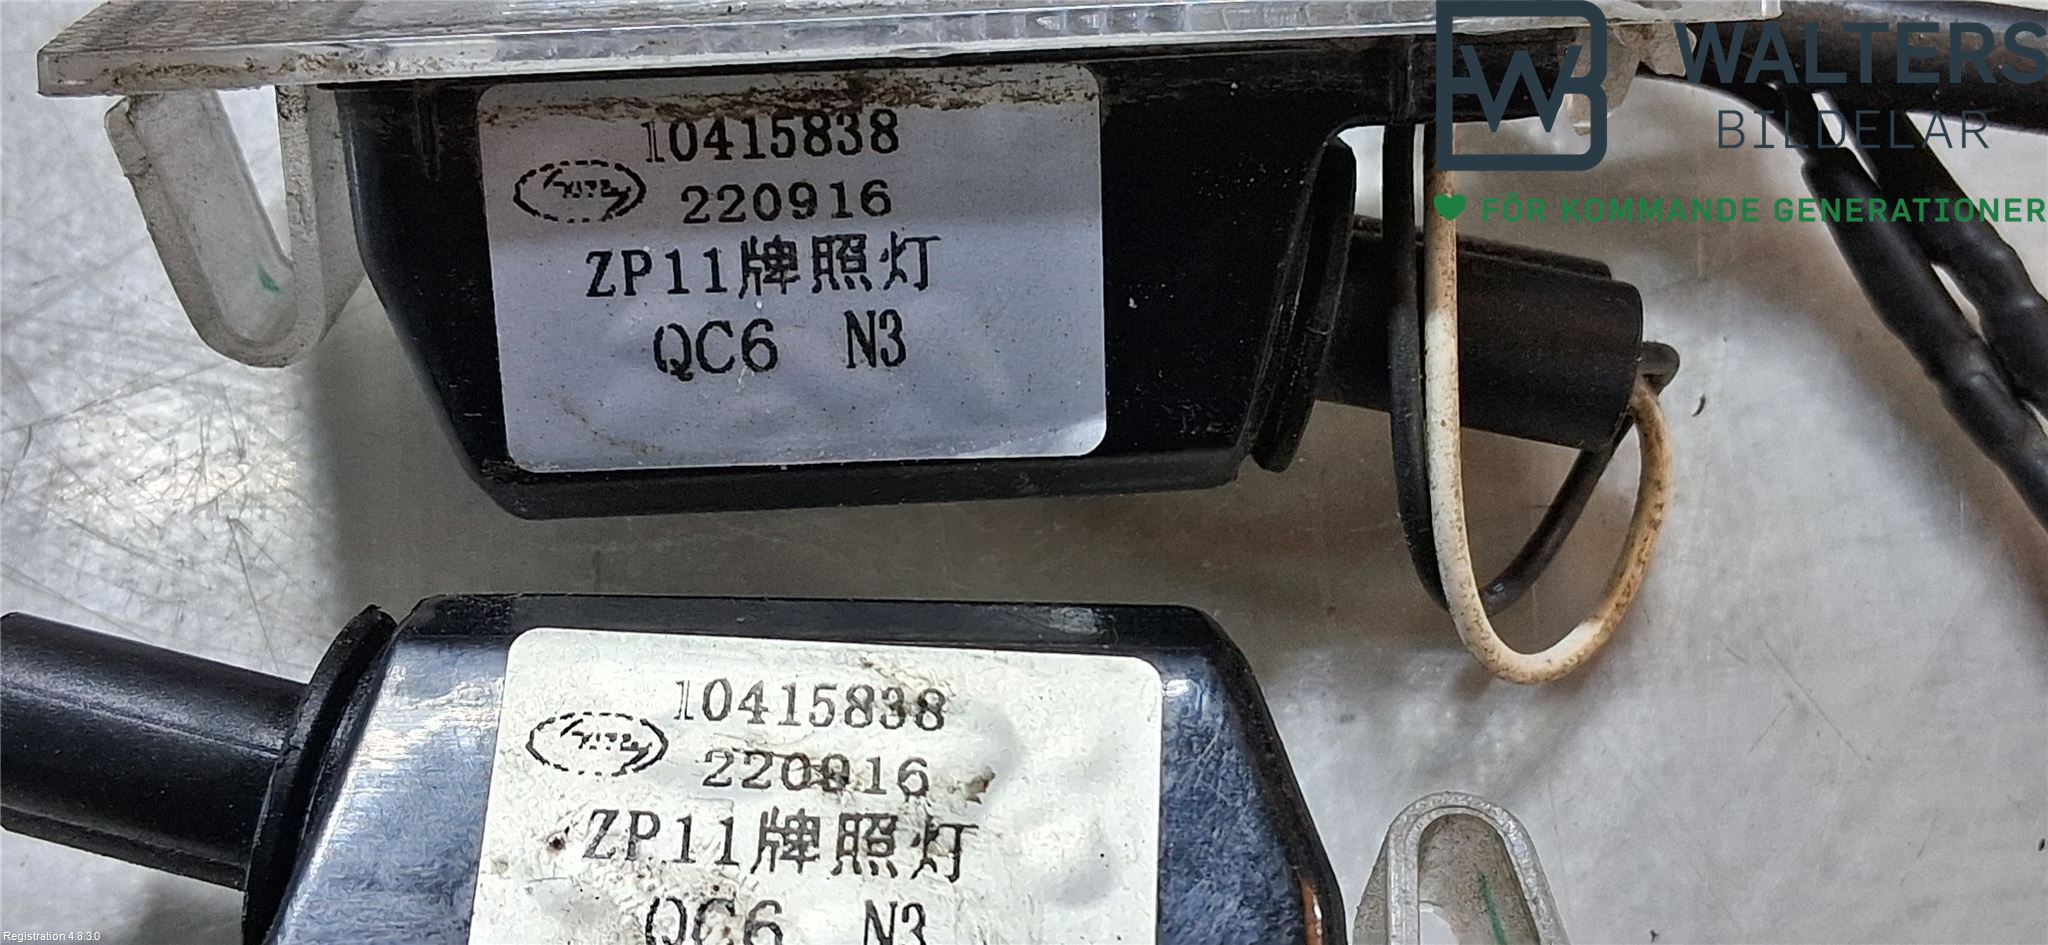 WALTERS
BILDELAR
FÖR KOMMANDE GENERATIONER
10415838
220916
ZP11牌照灯
QC6 N3
10415838
220916
ZP11牌照灯
QC6 N3
Registration 4.8.3.0